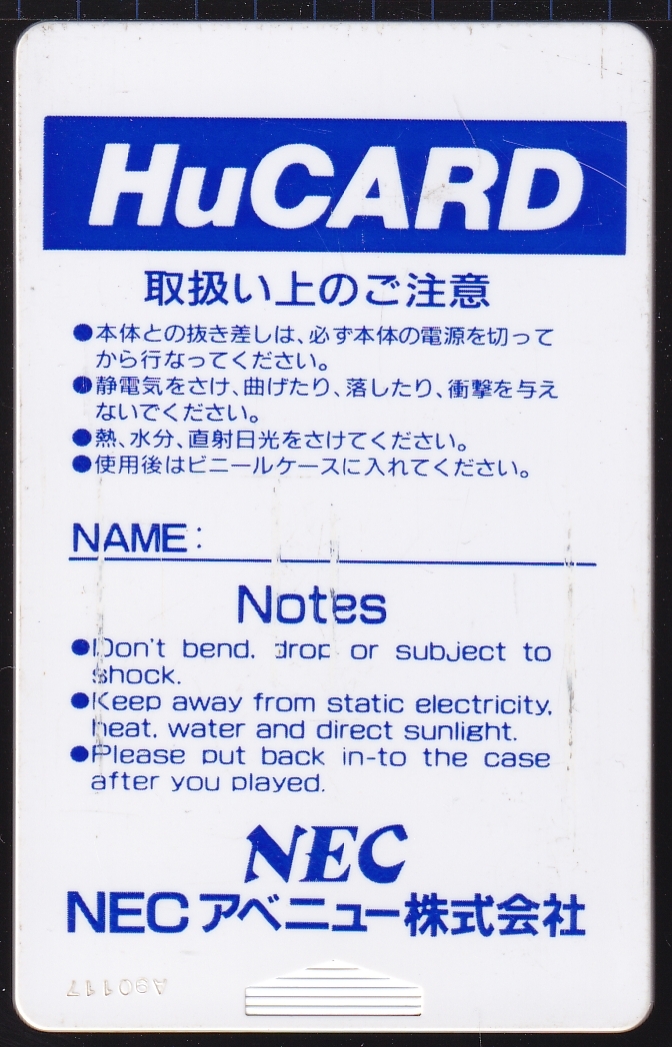 HuCARD
取扱い上のご注意
●本体との抜き差しは、必ず本体の電源を切って
から行なってください。
●静電気をさけ、曲げたり、落したり、衝撃を与え
ないでください。
●熱、水分、直射日光をさけてください。
●使用後はビニールケースに入れてください。
NAME:
Notes
●Don't bend, drop or subject to
shock.
●Keep away from static electricity,
heat, water and direct sunlight.
●Please put back in-to the case
after you played.
NEC
NECアベニュー株式会社
A90117